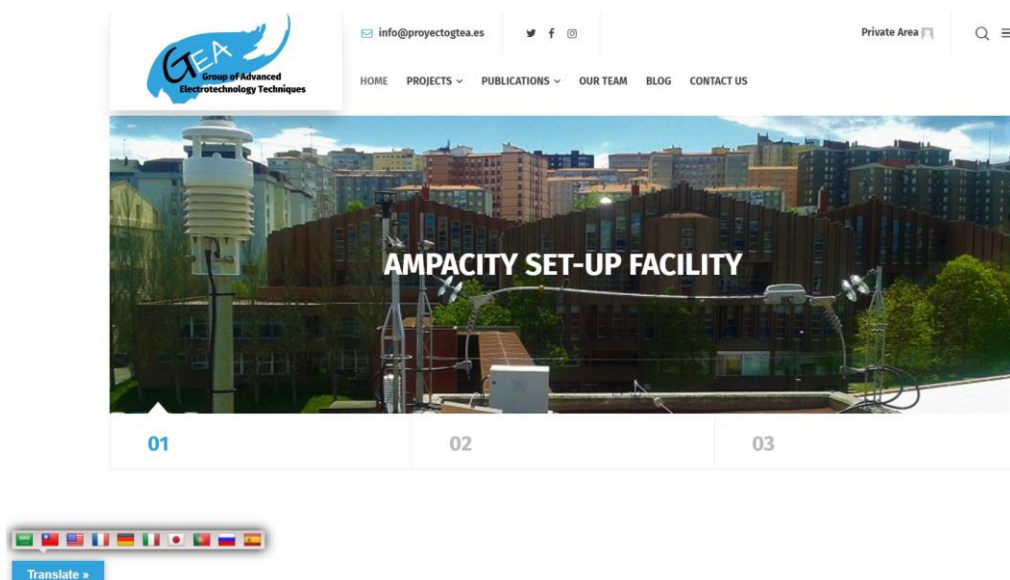 GTEA
Group of Advanced
Electrotechnology Techniques
info@proyectogtea.es
Private Area
HOME PROJECTS PUBLICATIONS OUR TEAM BLOG CONTACT US
AMPACITY SET-UP FACILITY
01 02 03
Translate »